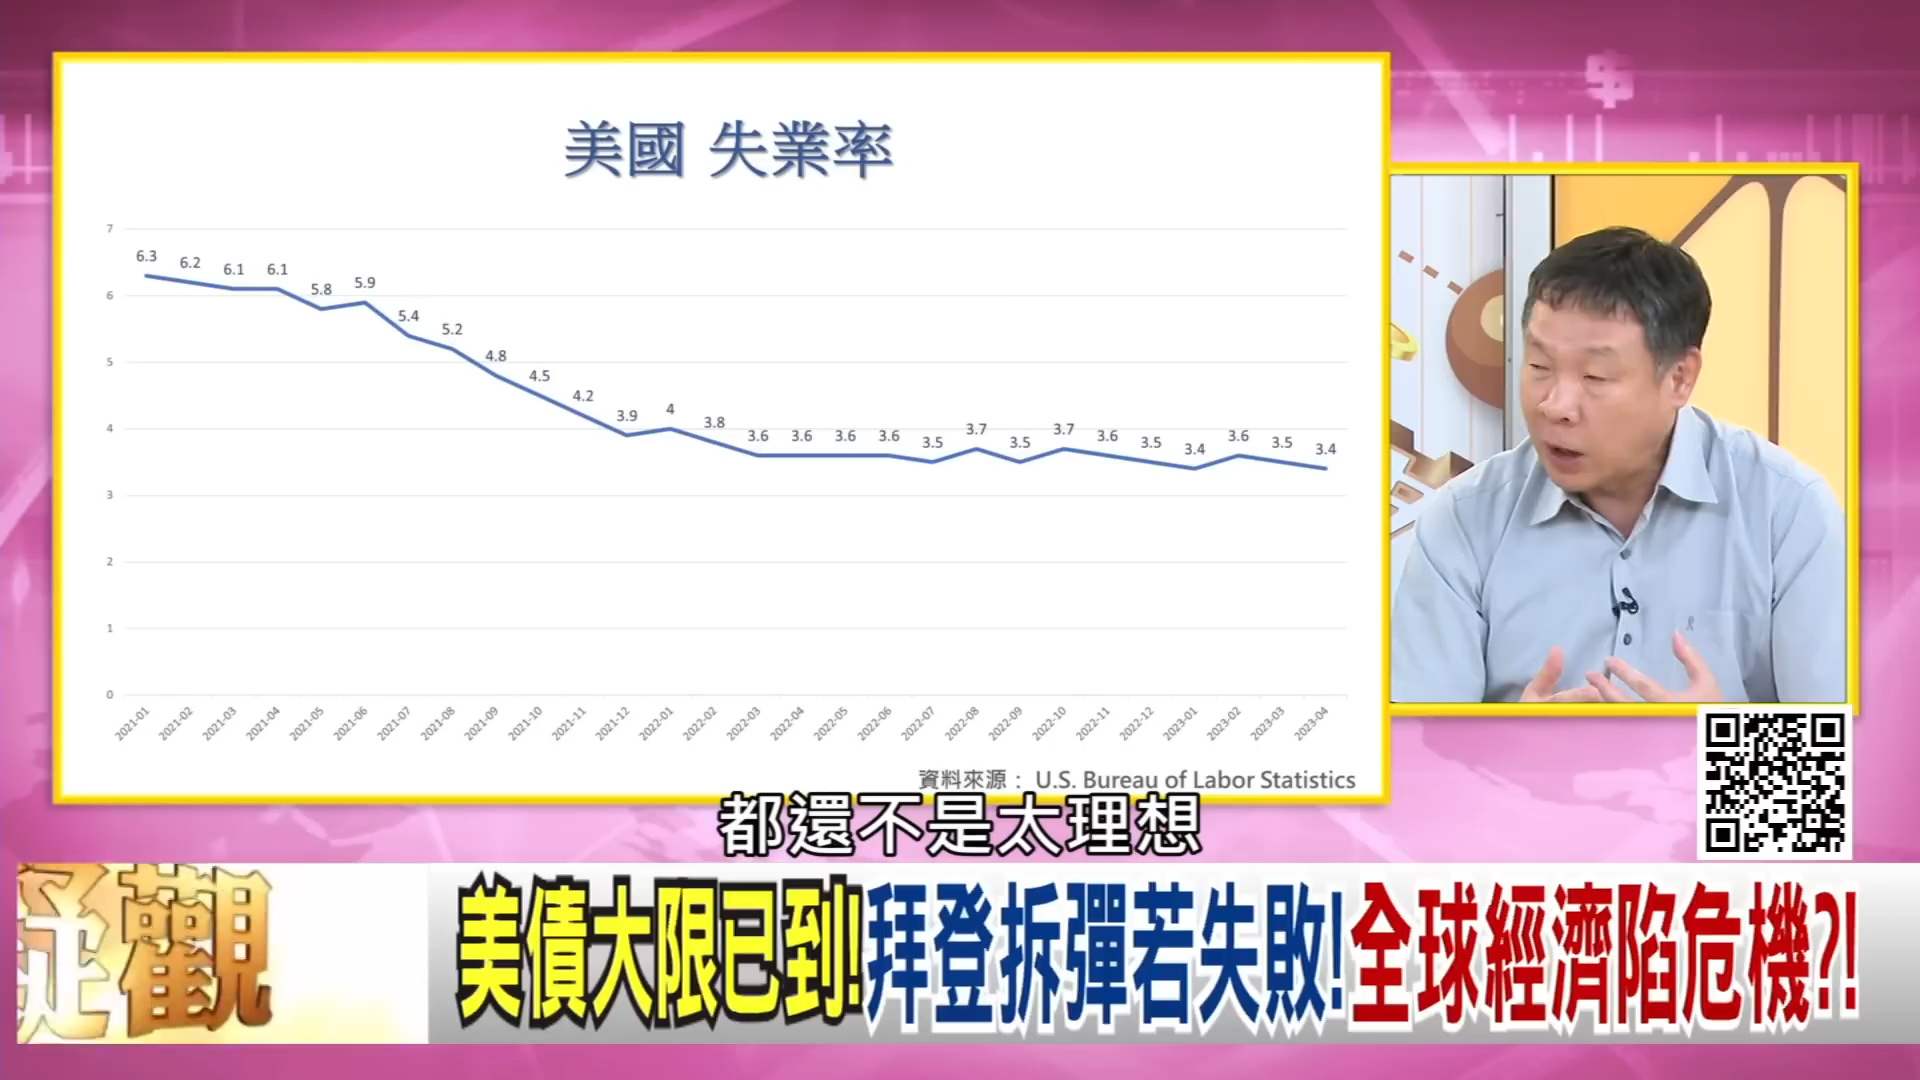 美國 失業率
7
6
5
4
3
2
1
0
6.3 6.2 6.1 6.1 5.8 5.9 5.4 5.2 4.8 4.5 4.2 3.9 4 3.8 3.6 3.6 3.6 3.6 3.5 3.7 3.5 3.7 3.6 3.5 3.4 3.6 3.5 3.4
2021-01 2021-02 2021-03 2021-04 2021-05 2021-06 2021-07 2021-08 2021-09 2021-10 2021-11 2021-12 2022-01 2022-02 2022-03 2022-04 2022-05 2022-06 2022-07 2022-08 2022-09 2022-10 2022-11 2022-12 2023-01 2023-02 2023-03 2023-04
資料來源： U.S. Bureau of Labor Statistics
都還不是太理想
觀
美債大限已到!拜登拆彈若失敗!全球經濟陷危機?!